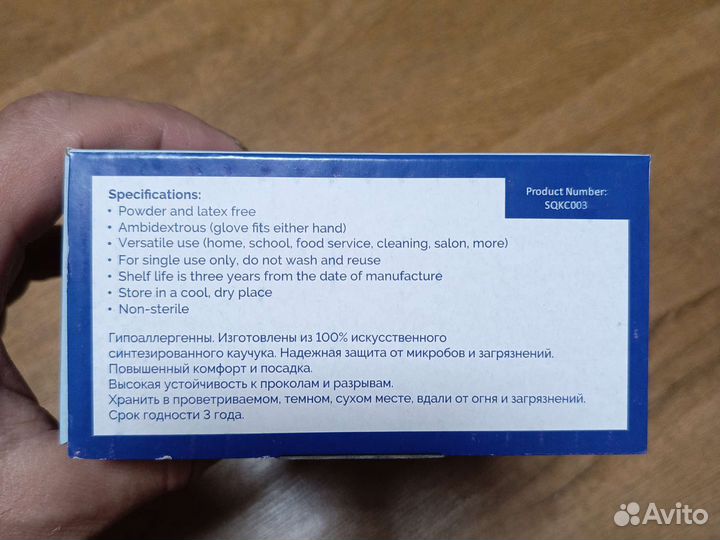 Specifications:
• Powder and latex free
• Ambidextrous (glove fits either hand)
• Versatile use (home, school, food service, cleaning, salon, more)
• For single use only, do not wash and reuse
• Shelf life is three years from the date of manufacture
• Store in a cool, dry place
• Non-sterile
Product Number:
SQKC003
Гипоаллергенны. Изготовлены из 100% искусственного
синтезированного каучука. Надежная защита от микробов и загрязнений.
Повышенный комфорт и посадка.
Высокая устойчивость к проколам и разрывам.
Хранить в проветриваемом, темном, сухом месте, вдали от огня и загрязнений.
Срок годности 3 года.
Avito